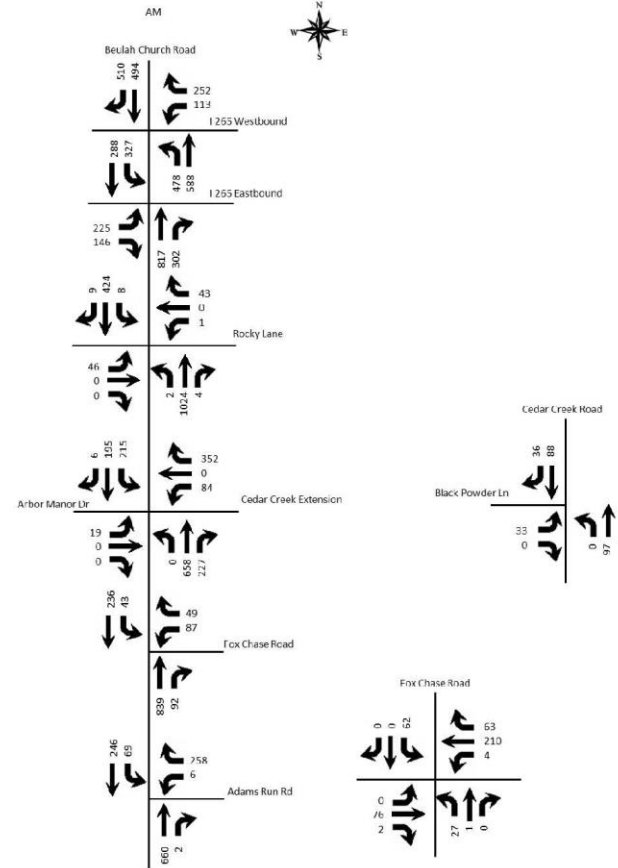 AM
N
W E
S
Beulah Church Road
510 494
252
113
I 265 Westbound
288 327
478 588
I 265 Eastbound
225
146
817 302
9 424 8
43
0
1
Rocky Lane
46
0
0
2 1024 4
Cedar Creek Road
36 88
6 195 215
352
0
84
Black Powder Ln
Arbor Manor Dr
Cedar Creek Extension
33
0
0 97
19
0
0
0 658 227
236 43
49
87
Fox Chase Road
839 92
Fox Chase Road
0 0 62
63
210
4
246 69
258
6
Adams Run Rd
0
76
2
27 1 0
660 2